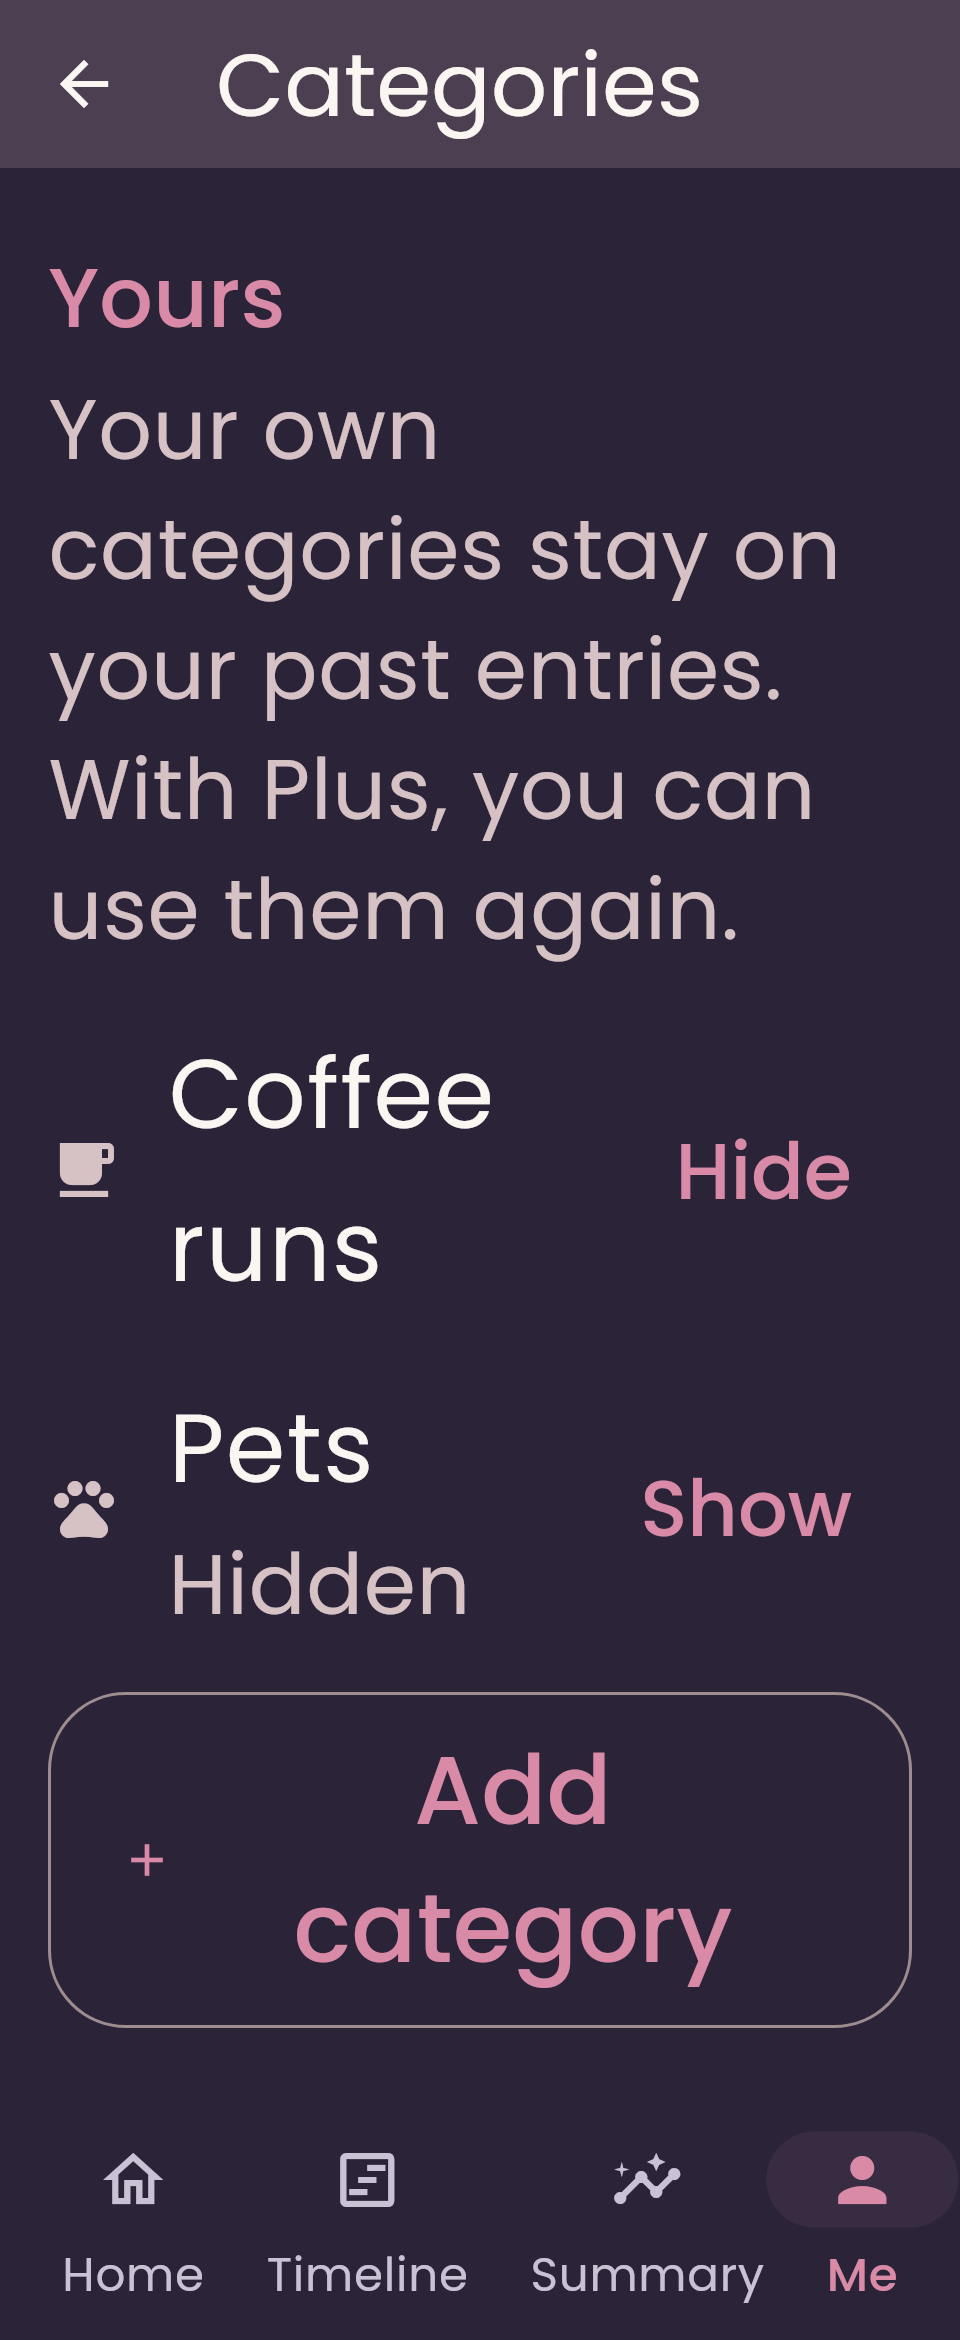 Categories
Yours
Your own
categories stay on
your past entries.
With Plus, you can
use them again.
Coffee
runs
Hide
Pets
Hidden
Show
Add
category
Home
Timeline
Summary
Me